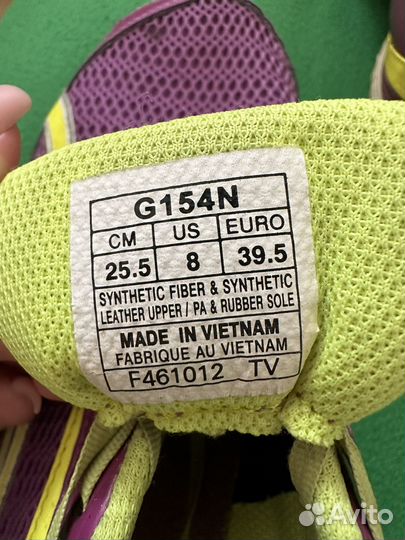 G154N
CM US EURO
25.5 8 39.5
SYNTHETIC FIBER & SYNTHETIC
LEATHER UPPER / PA & RUBBER SOLE
MADE IN VIETNAM
FABRIQUE AU VIETNAM
F461012 TV
Avito